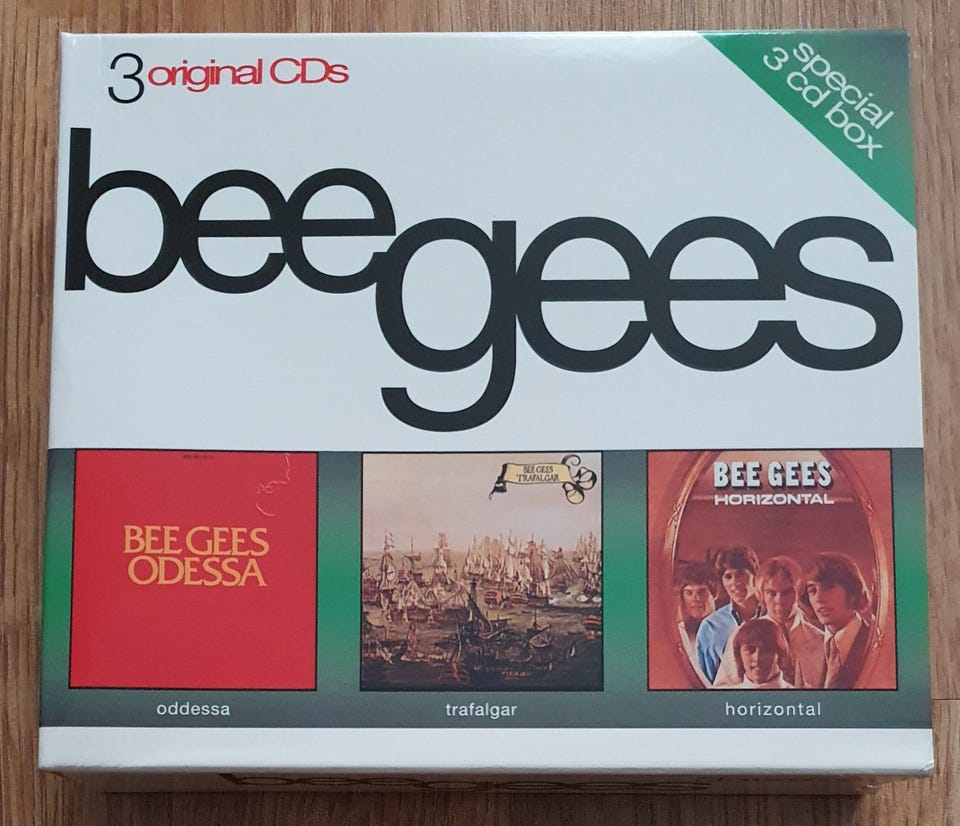 3 original CDs
special
3 cd box
bee
gees
BEE GEES
ODESSA
BEE GEES
TRAFALGAR
BEE GEES
HORIZONTAL
oddessa
trafalgar
horizontal